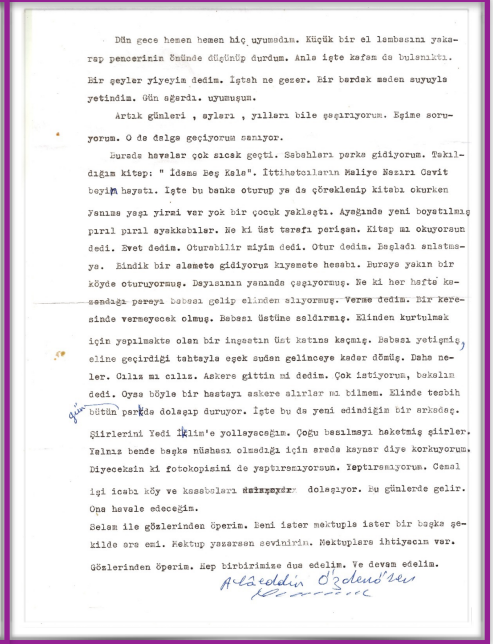 Dün gece hemen hemen hiç uyumadım. Küçük bir el lambasını yaka-
rap pencerinin önünde düşünüp durdum. Anla işte kafam da bulanıktı.
Bir şeyler yiyeyim dedim. İştah ne gezer. Bir bardak maden suyuyla
yetindim. Gün ağardı. uyumuşum.
Artık günleri , ayları , yılları bile şaşırıyorum. Eşime soru-
yorum. O da dalga geçiyorum sanıyor.
Burada havalar çok sıcak geçti. Sabahları parka gidiyorum. Takıl-
dığım kitap: " İdama Beş Kala". İttihatcıların Maliye Nazırı Cavit
beyin hayatı. İşte bu banka oturup ya da çöreklenip kitabı okurken
yanıma yaşı yirmi var yok bir çocuk yaklaştı. Ayağında yeni boyatılmış
pırıl pırıl ayakkabılar. Ne ki üst tarafı perişan. Kitap mı okuyorsun
dedi. Evet dedim. Oturabilir miyim dedi. Otur dedim. Başladı anlatma-
ya. Bindik bir alamete gidiyoruz kıyamete hesabı. Buraya yakın bir
köyde oturuyormuş. Dayısının yanında çaşıyormuş. Ne ki her hafta ka-
zandığı parayı babası gelip elinden alıyormuş. Verme dedim. Bir kere-
sinde vermeyecek olmuş. Babası üstüne saldırmış. Elinden kurtulmak
için yapılmakta olan bir inşaatın üst katına kaçmış. Babası yetişmiş,
eline geçirdiği tahtayla eşek sudan gelinceye kadar dömüş. Daha ne-
ler. Cılız mı cılız. Askere gittin mi dedim. Çok istiyorum, bakalım
dedi. Oysa böyle bir hastayı askere alırlar mı bilmem. Elinde tesbih
gün
bütün parkda dolaşıp duruyor. İşte bu da yeni edindiğim bir arkadaş.
Şiirlerini Yedi İklim'e yollayacağım. Çoğu basılmayı haketmiş şiirler.
Yalnız bende başka nüshası olmadığı için arada kaynar diye korkuyorum.
Diyeceksin ki fotokopisini de yaptıramıyorsun. Yaptıramıyorum. Cemal
işi icabı köy ve kasabaları dolaşıyor. Bu günlerde gelir.
Ona havale edeceğim.
Selam ile gözlerinden öperim. Beni ister mektupla ister bir başka şe-
kilde ara emi. Mektup yazarsan sevinirim. Mektuplara ihtiyacım var.
Gözlerinden öperim. Hep birbirimize dua edelim. Ve devam edelim.
Alâeddin Özdenören